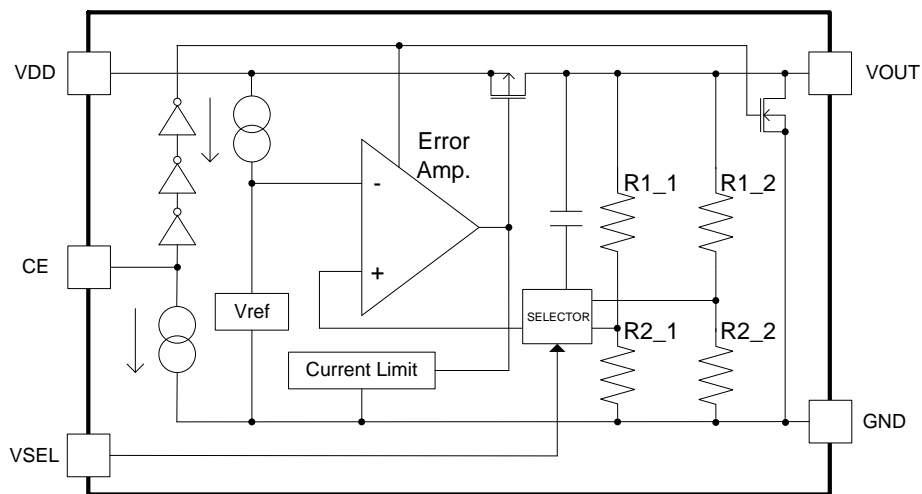 VDD
VOUT
Error
Amp.
-
R1_1
R1_2
CE
+
Vref
SELECTOR
R2_1
R2_2
Current Limit
GND
VSEL